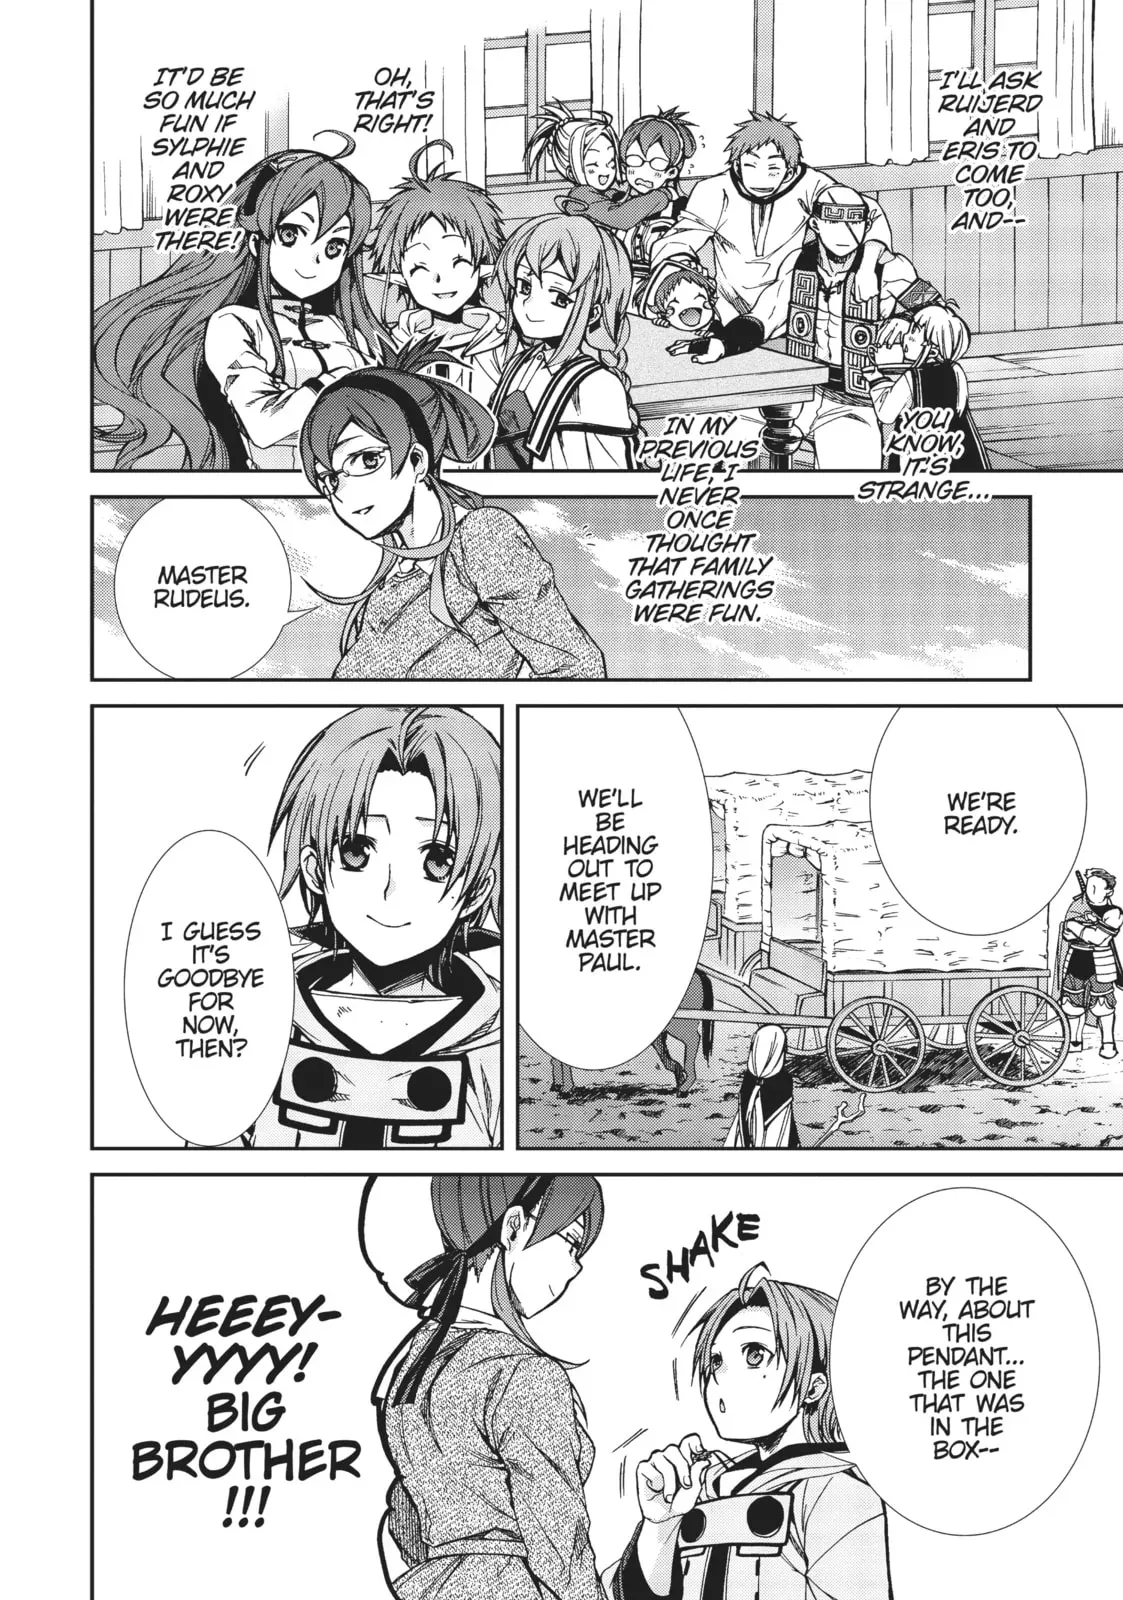 I'LL ASK
RUIJERD
AND
ERIS TO
COME
TOO,
AND--
OH,
THAT'S
RIGHT!
IT'D BE
SO MUCH
FUN IF
SYLPHIE
AND
ROXY
WERE
THERE!
YOU
KNOW,
IT'S
STRANGE...
IN MY
PREVIOUS
LIFE, I
NEVER
ONCE
THOUGHT
THAT FAMILY
GATHERINGS
WERE FUN.
MASTER
RUDEUS.
WE'RE
READY.
WE'LL
BE
HEADING
OUT TO
MEET UP
WITH
MASTER
PAUL.
I GUESS
IT'S
GOODBYE
FOR
NOW,
THEN?
BY THE
WAY, ABOUT
THIS
PENDANT...
THE ONE
THAT WAS
IN THE
BOX--
SHAKE
HEEEY-
YYYY!
BIG
BROTHER
!!!